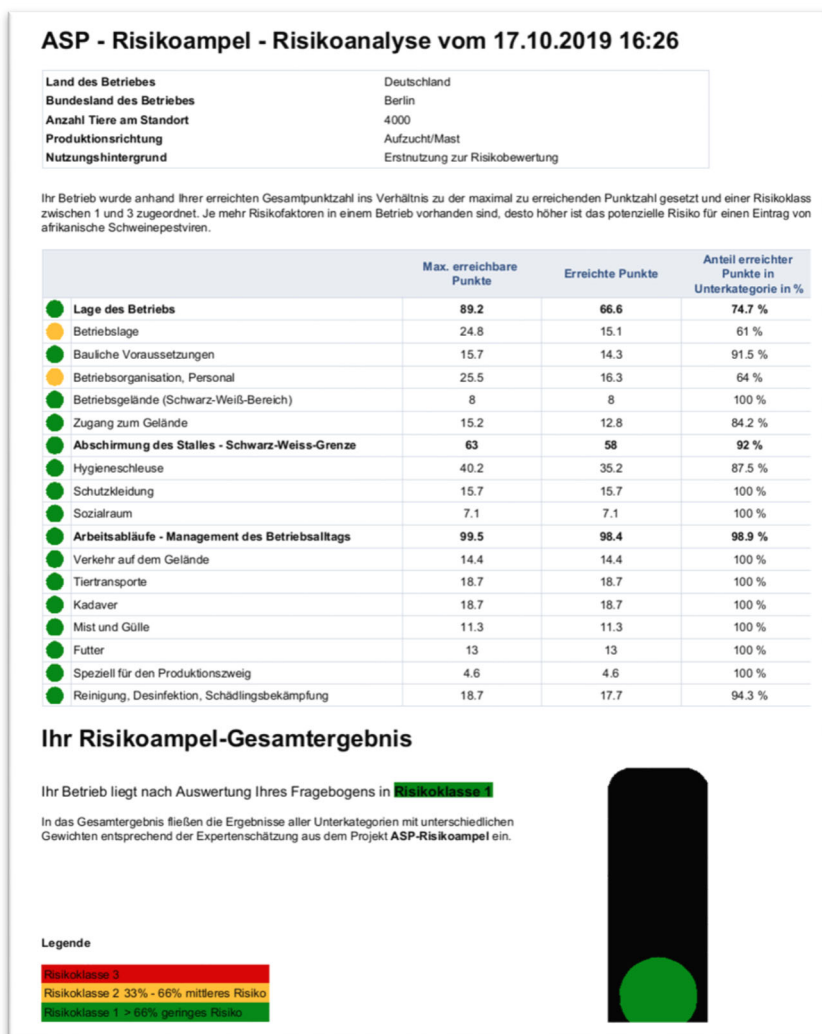 ASP - Risikoampel - Risikoanalyse vom 17.10.2019 16:26
Land des Betriebes Deutschland
Bundesland des Betriebes Berlin
Anzahl Tiere am Standort 4000
Produktionsrichtung Aufzucht/Mast
Nutzungshintergrund Erstnutzung zur Risikobewertung
Ihr Betrieb wurde anhand Ihrer erreichten Gesamtpunktzahl ins Verhältnis zu der maximal zu erreichenden Punktzahl gesetzt und einer Risikoklass
zwischen 1 und 3 zugeordnet. Je mehr Risikofaktoren in einem Betrieb vorhanden sind, desto höher ist das potenzielle Risiko für einen Eintrag von
afrikanische Schweinepestviren.
Max. erreichbare Punkte Erreichte Punkte Anteil erreichter Punkte in Unterkategorie in %
Lage des Betriebs 89.2 66.6 74.7 %
Betriebslage 24.8 15.1 61 %
Bauliche Voraussetzungen 15.7 14.3 91.5 %
Betriebsorganisation, Personal 25.5 16.3 64 %
Betriebsgelände (Schwarz-Weiß-Bereich) 8 8 100 %
Zugang zum Gelände 15.2 12.8 84.2 %
Abschirmung des Stalles - Schwarz-Weiss-Grenze 63 58 92 %
Hygieneschleuse 40.2 35.2 87.5 %
Schutzkleidung 15.7 15.7 100 %
Sozialraum 7.1 7.1 100 %
Arbeitsabläufe - Management des Betriebsalltags 99.5 98.4 98.9 %
Verkehr auf dem Gelände 14.4 14.4 100 %
Tiertransporte 18.7 18.7 100 %
Kadaver 18.7 18.7 100 %
Mist und Gülle 11.3 11.3 100 %
Futter 13 13 100 %
Speziell für den Produktionszweig 4.6 4.6 100 %
Reinigung, Desinfektion, Schädlingsbekämpfung 18.7 17.7 94.3 %
Ihr Risikoampel-Gesamtergebnis
Ihr Betrieb liegt nach Auswertung Ihres Fragebogens in Risikoklasse 1
In das Gesamtergebnis fließen die Ergebnisse aller Unterkategorien mit unterschiedlichen
Gewichten entsprechend der Expertenschätzung aus dem Projekt ASP-Risikoampel ein.
Legende
Risikoklasse 3
Risikoklasse 2 33% - 66% mittleres Risiko
Risikoklasse 1 > 66% geringes Risiko